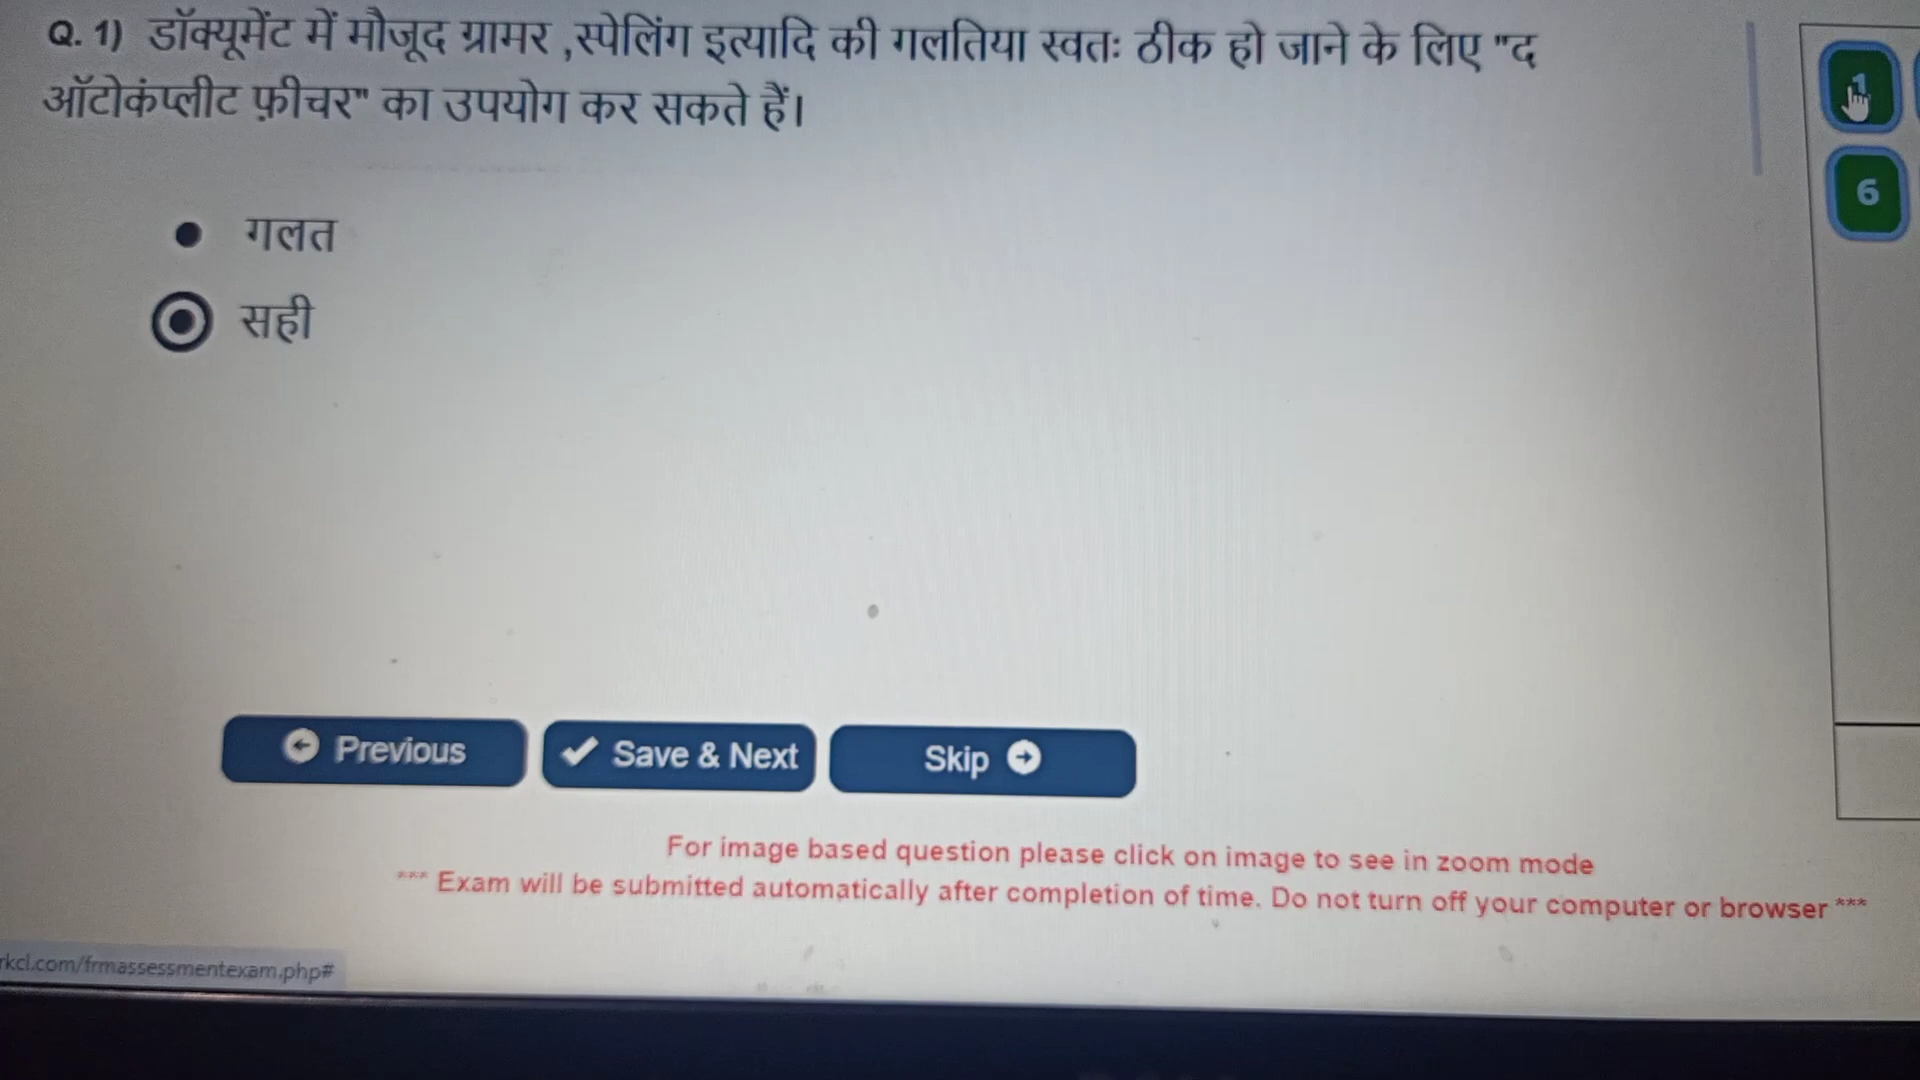 Q. 1) डॉक्यूमेंट में मौजूद ग्रामर ,स्पेलिंग इत्यादि की गलतिया स्वतः ठीक हो जाने के लिए "द
ऑटोकंप्लीट फ़ीचर" का उपयोग कर सकते हैं।
1
6
गलत
सही
Previous
Save & Next
Skip
For image based question please click on image to see in zoom mode
*** Exam will be submitted automatically after completion of time. Do not turn off your computer or browser ***
rkcl.com/frmassessmentexam.php#